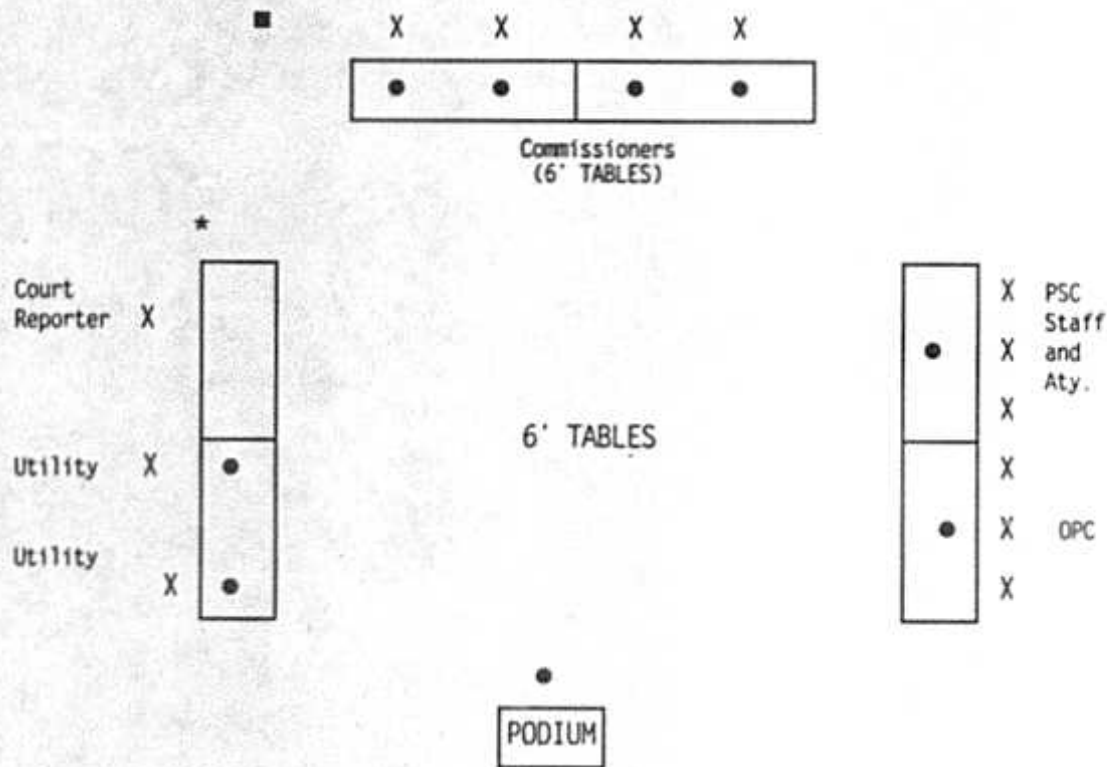 X X X X
Commissioners
(6' TABLES)
*
Court
Reporter X
Utility X
Utility
X
6' TABLES
X PSC
Staff
X and
Aty.
X
X
X OPC
X
PODIUM